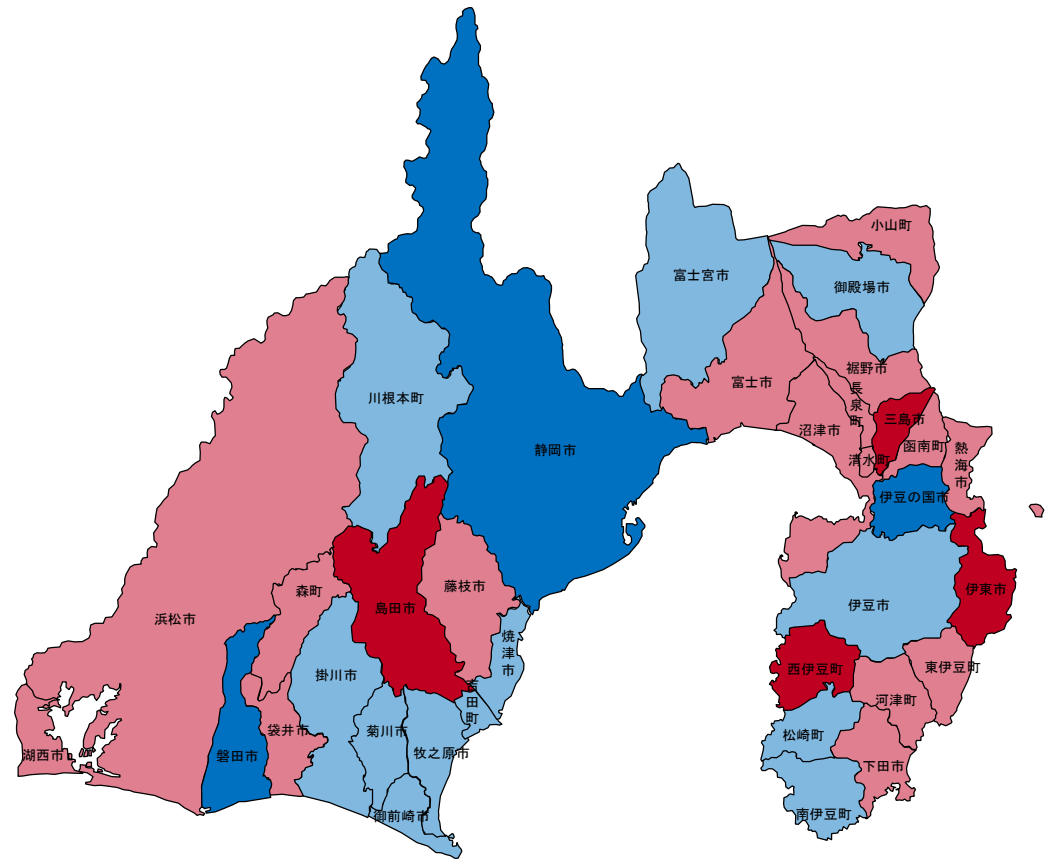 小山町
富士宮市
御殿場市
裾野市
富士市
長泉町
川根本町
三島市
沼津市
函南町
静岡市
熱海市
清水町
伊豆の国市
藤枝市
森町
伊東市
島田市
伊豆市
浜松市
焼津市
東伊豆町
西伊豆町
掛川市
吉田町
河津町
袋井市
菊川市
松崎町
牧之原市
湖西市
磐田市
下田市
御前崎市
南伊豆町